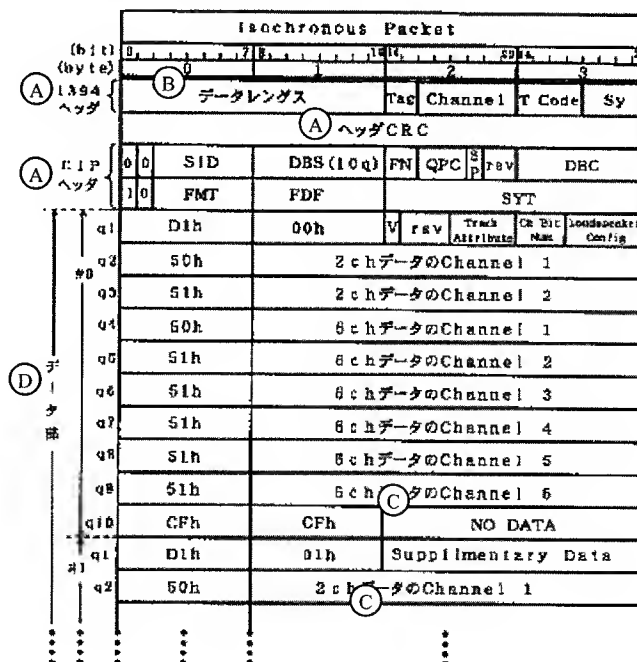 Isochronous Packet
(bit) 0 7 8
(byte) 0 1 2 3
A 1394 ヘッダ B データレングス Tag Channel T Code Sy
A ヘッダCRC
A CIP ヘッダ 0 0 SID DBS(10q) FN QPC SP rsv DBC
1 0 FMT FDF SYT
D データ部 #0 q1 D1h 00h V rsv Track Attribute Ch Bit Num Loudspeaker Config
q2 50h 2chデータのChannel 1
q3 51h 2chデータのChannel 2
q4 50h 6chデータのChannel 1
q5 51h 6chデータのChannel 2
q6 51h 6chデータのChannel 3
q7 51h 6chデータのChannel 4
q8 51h 6chデータのChannel 5
q9 51h 6chデータのChannel 6
q10 CFh CFh C NO DATA
#1 q1 D1h 01h Supplimentary Data
q2 50h 2chデータのChannel 1
C